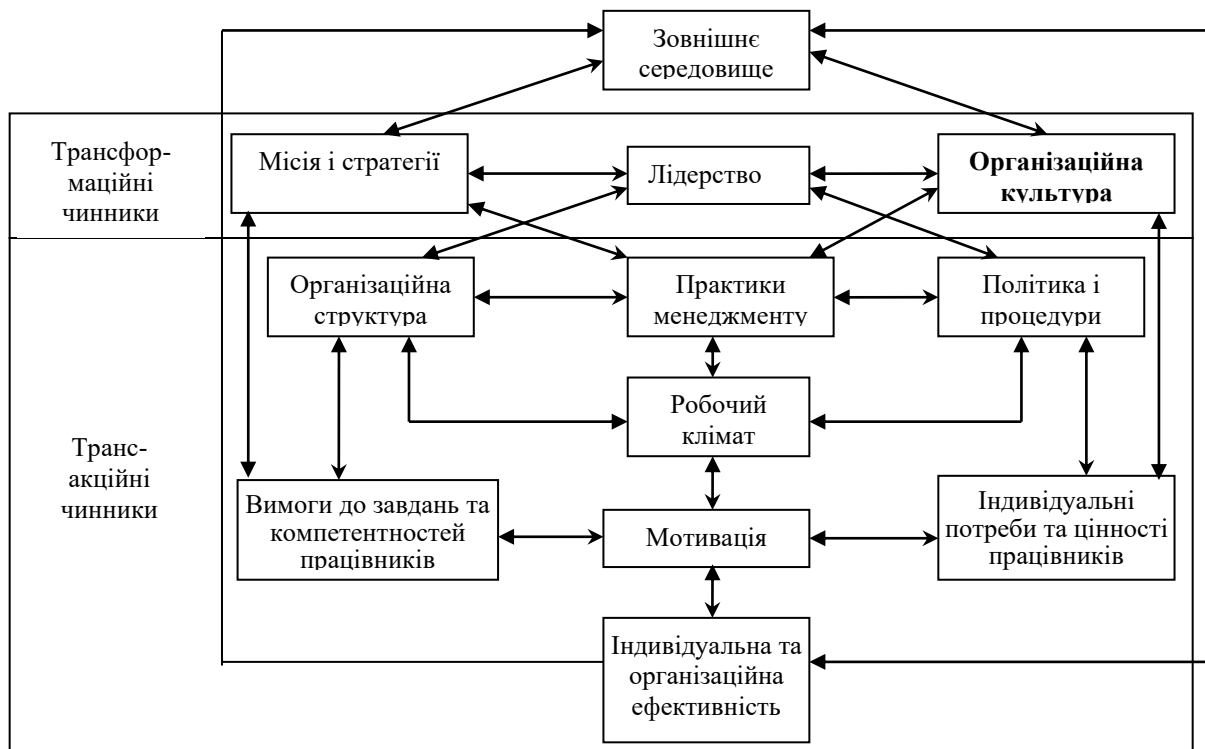 Зовнішнє
середовище
Трансфор-
маційні
чинники
Місія і стратегії
Лідерство
Організаційна
культура
Організаційна
структура
Практики
менеджменту
Політика і
процедури
Робочий
клімат
Транс-
акційні
чинники
Вимоги до завдань та
компетентностей
працівників
Мотивація
Індивідуальні
потреби та цінності
працівників
Індивідуальна та
організаційна
ефективність